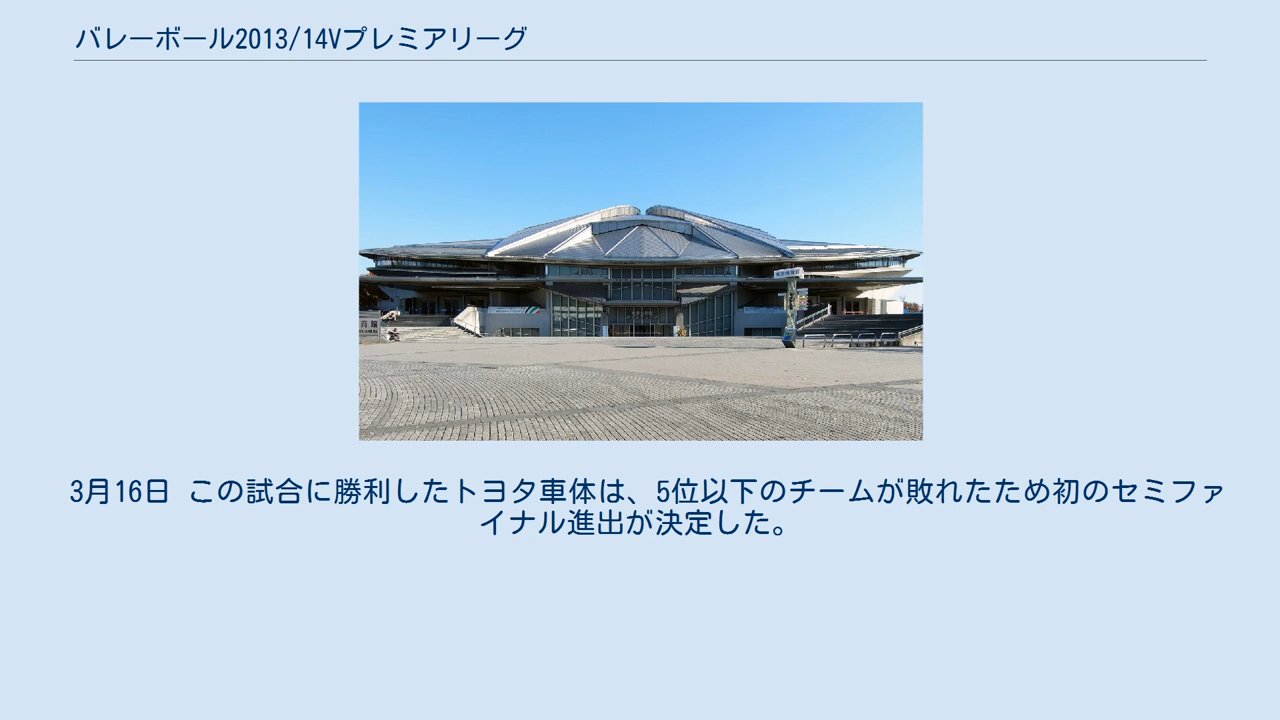 バレーボール2013/14Vプレミアリーグ
3月16日 この試合に勝利したトヨタ車体は、5位以下のチームが敗れたため初のセミファ
イナル進出が決定した。